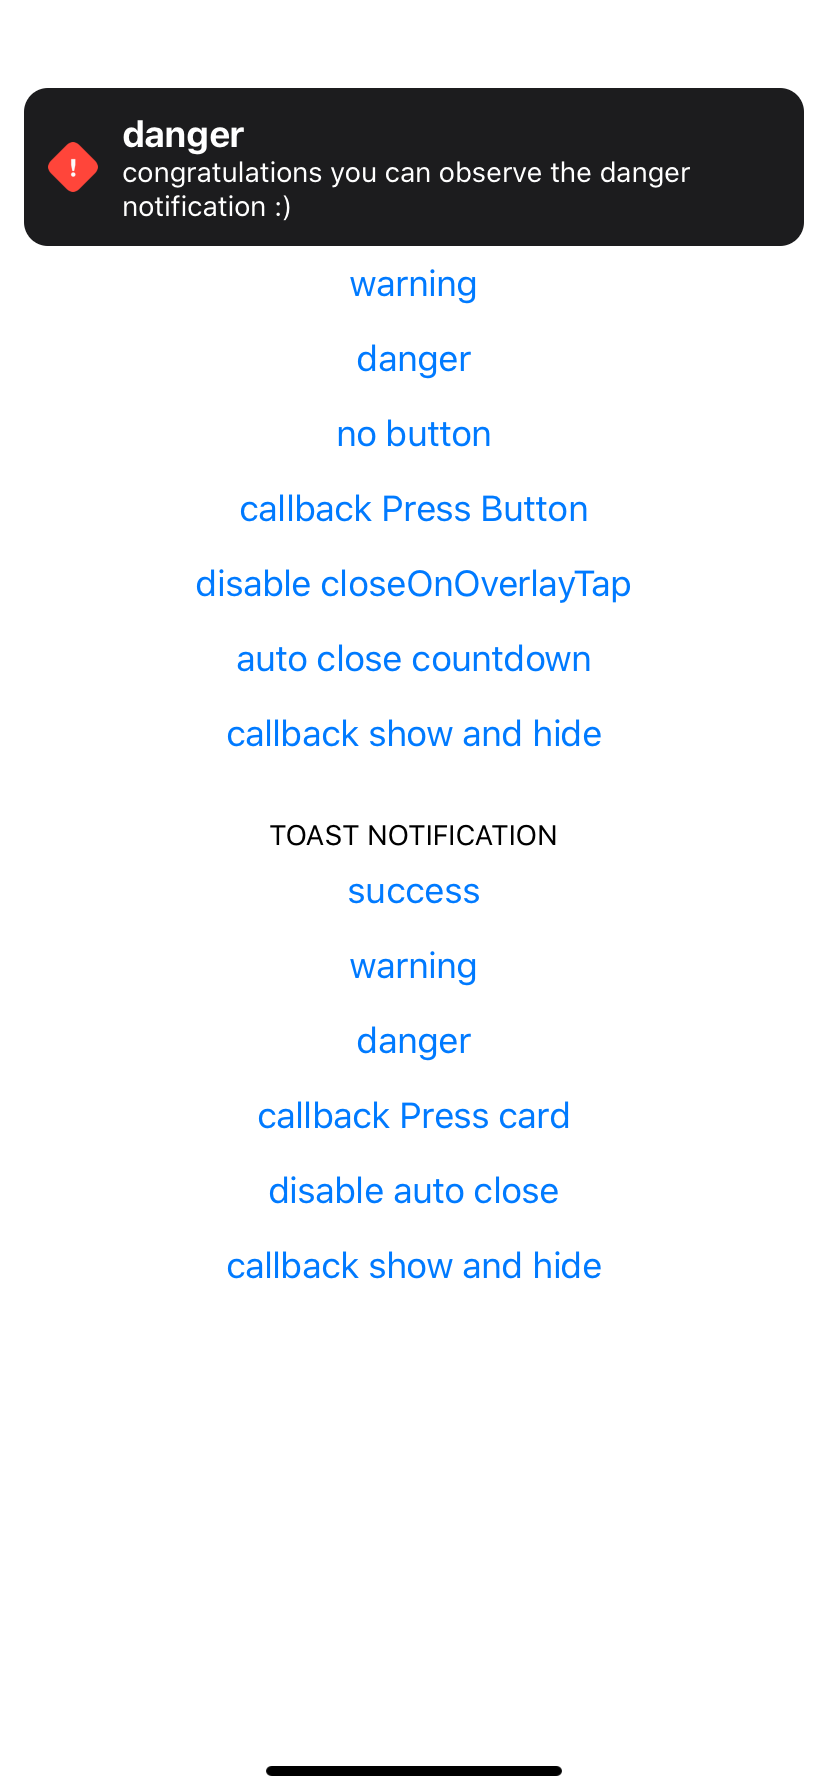 danger
congratulations you can observe the danger
notification :)
warning
danger
no button
callback Press Button
disable closeOnOverlayTap
auto close countdown
callback show and hide
TOAST NOTIFICATION
success
warning
danger
callback Press card
disable auto close
callback show and hide